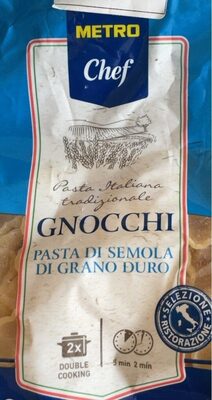 METRO
Chef
Pasta Italiana
tradizionale
GNOCCHI
PASTA DI SEMOLA
DI GRANO DURO
2x
DOUBLE
COOKING
8 min 2 min
SELEZIONE
RISTORAZIONE